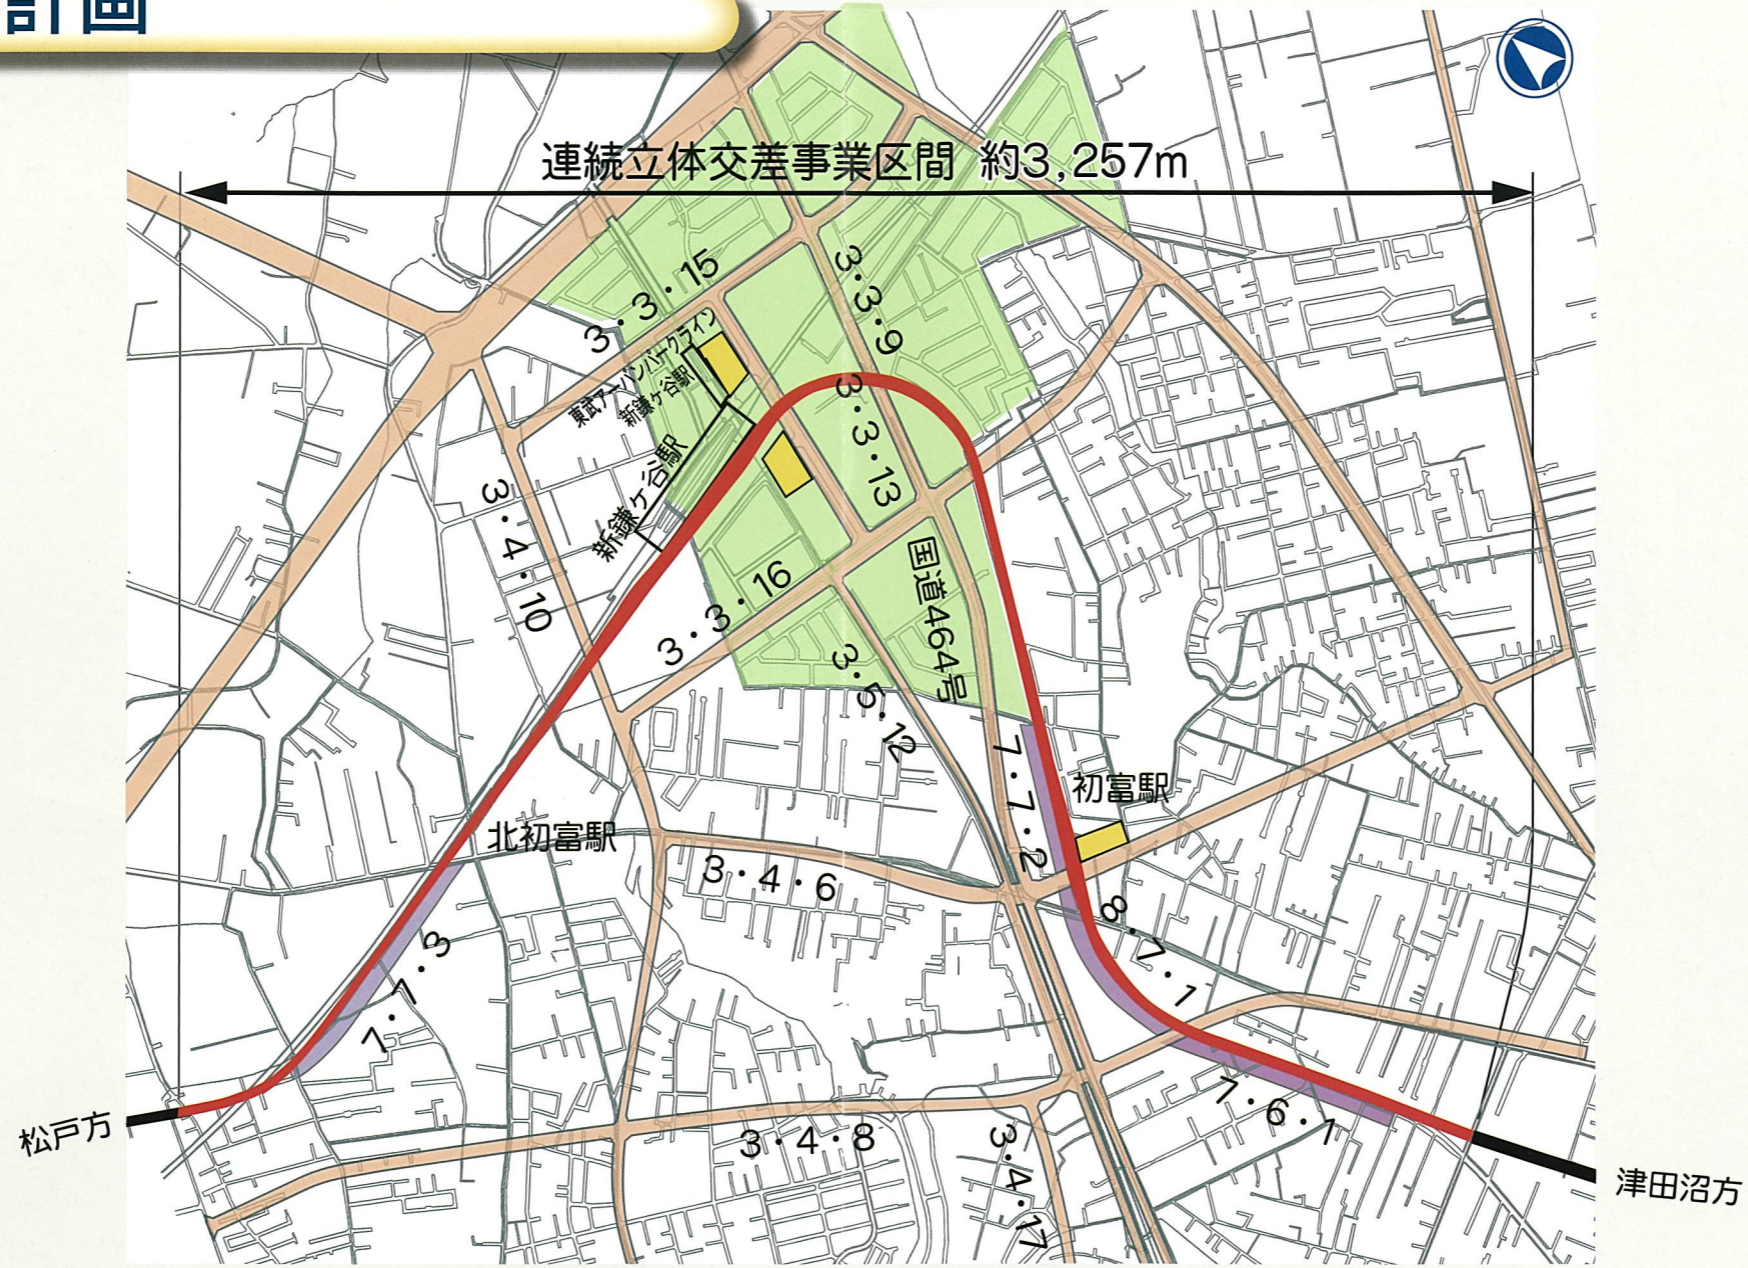 計画
連続立体交差事業区間 約3,257m
3・3・15
3・3・9
東武アーバンパークライン
新鎌ケ谷駅
3・3・13
新鎌ケ谷駅
3・4・10
国道464号
3・3・16
3・5・12
7・7・2
初富駅
北初富駅
3・4・6
8・7・1
7・7・3
7・6・1
松戸方
3・4・8
3・4・17
津田沼方